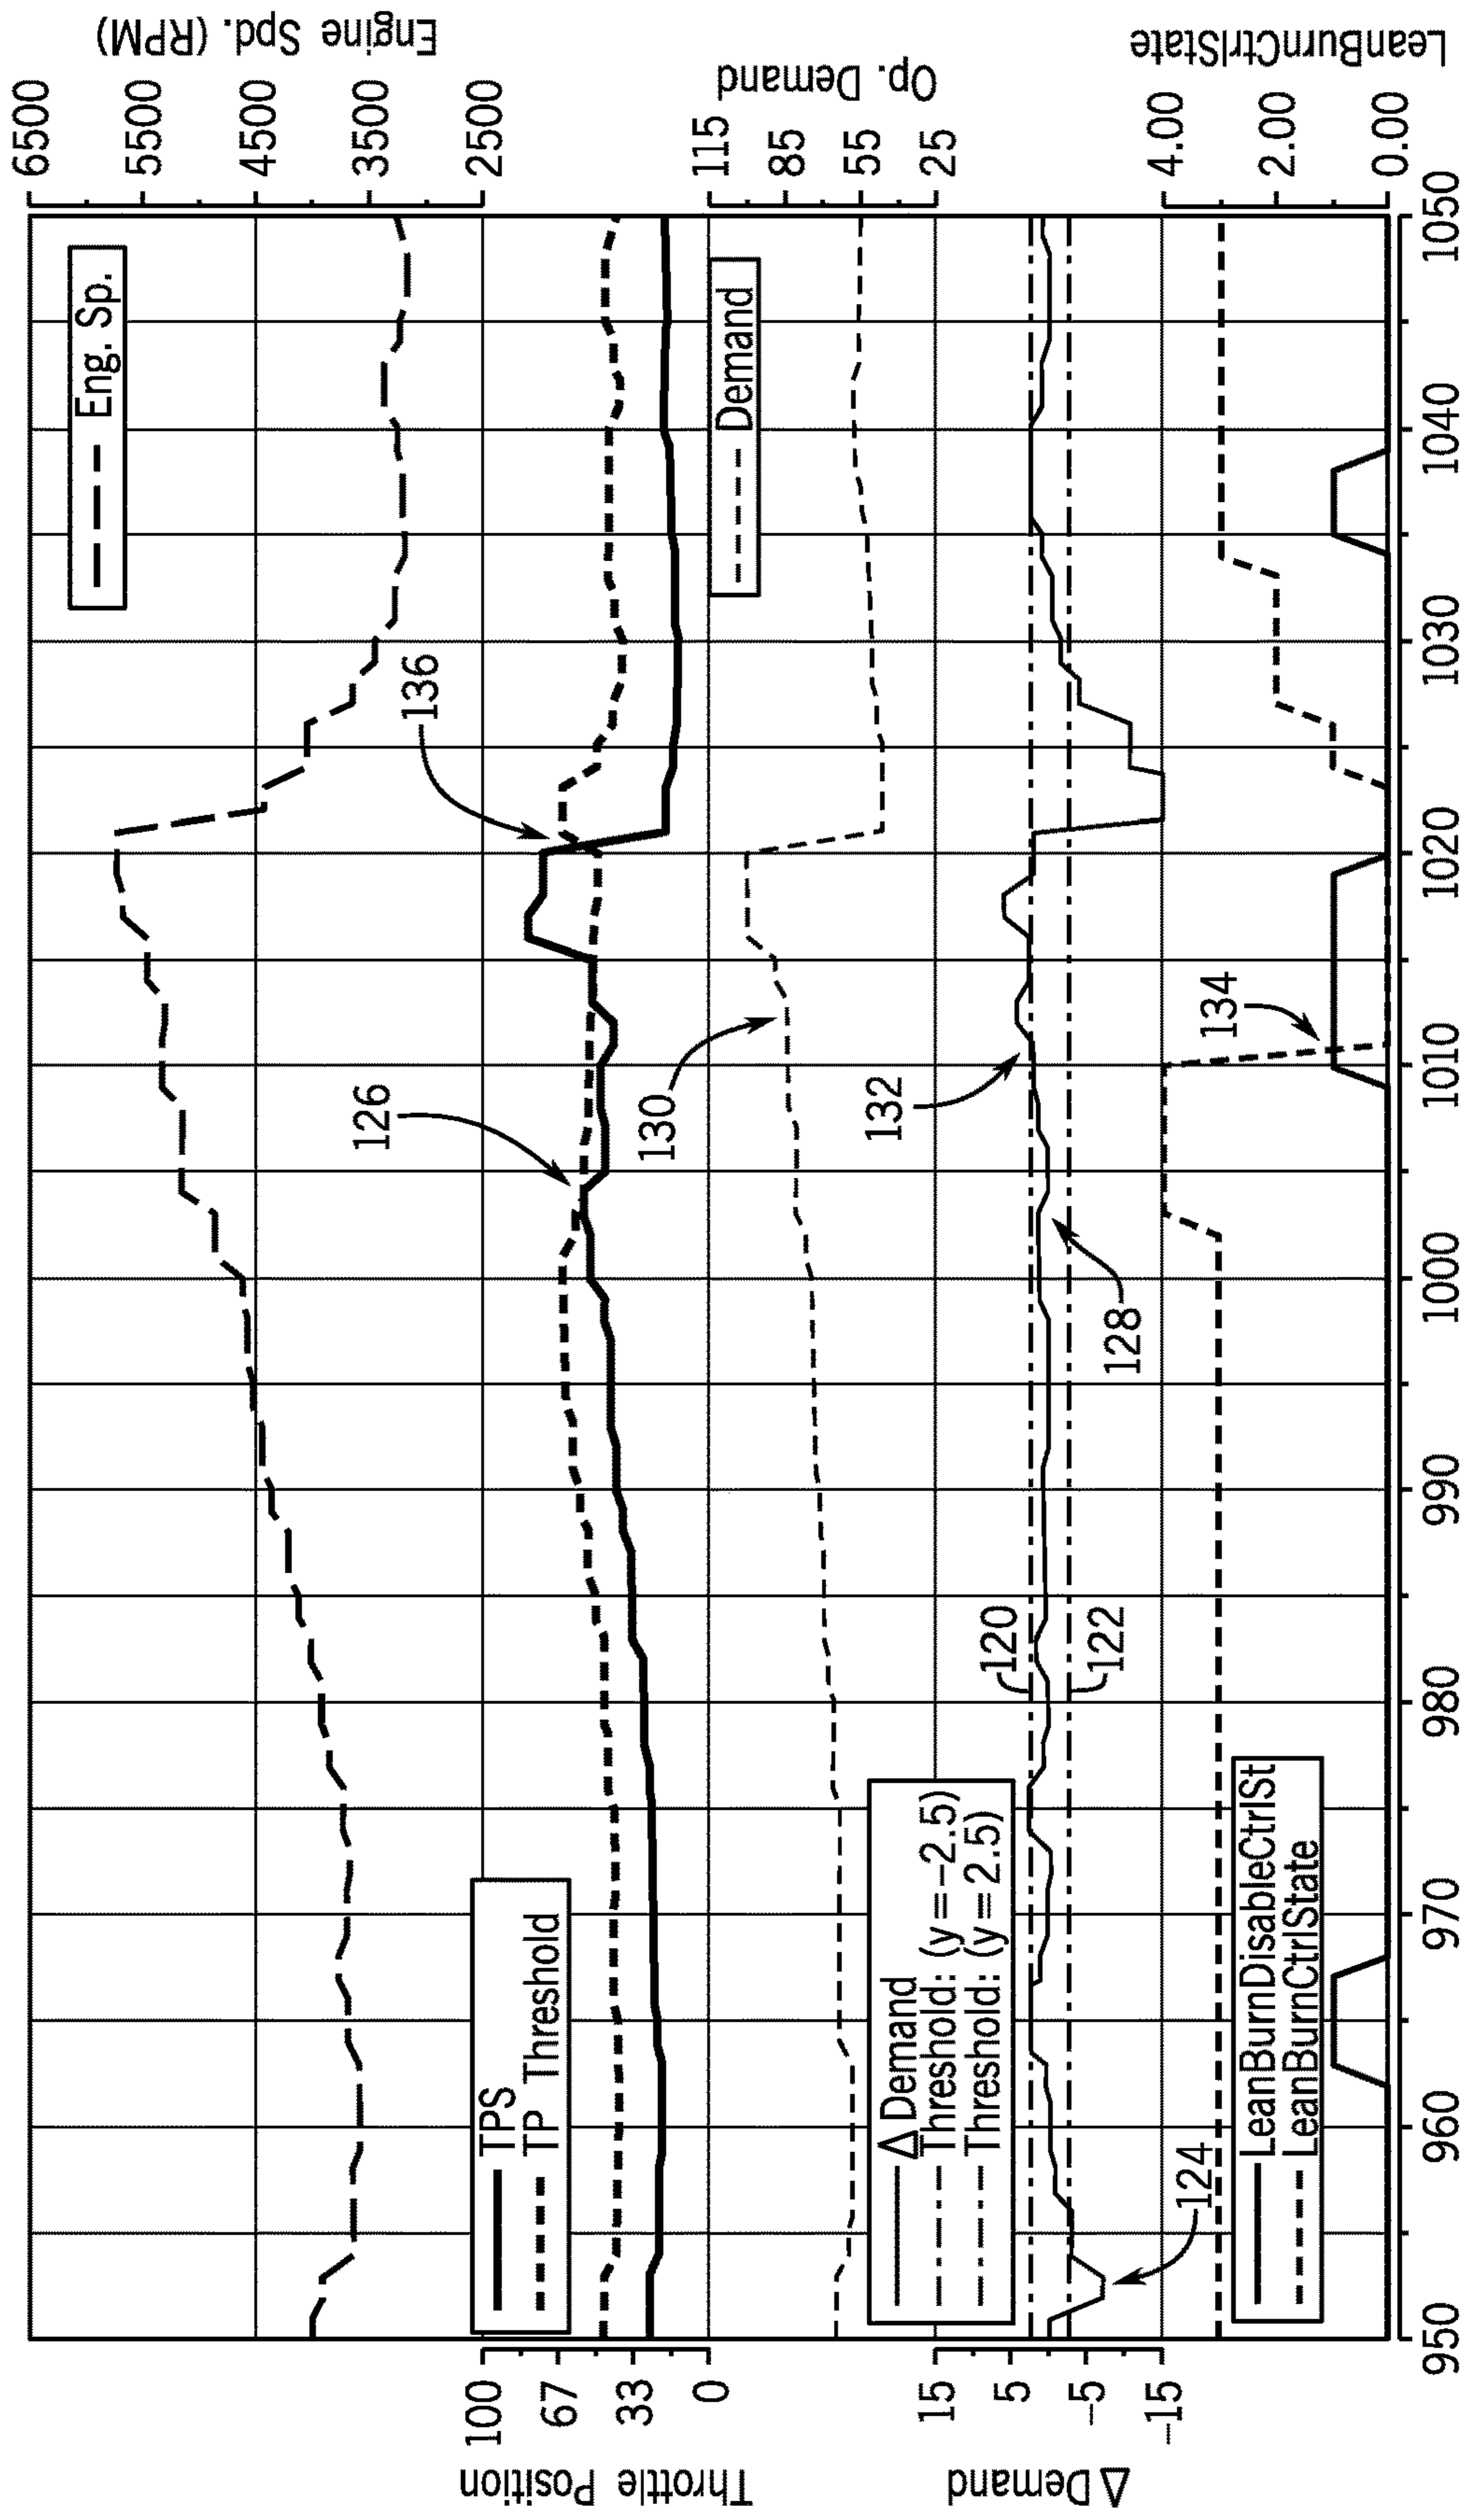 6500
5500
4500
3500
2500
Engine Spd. (RPM)
Eng. Sp.
115
85
55
25
Op. Demand
Demand
4.00
2.00
0.00
LeanBurnCtrlState
100
67
33
0
Throttle Position
TPS
TP Threshold
126
136
130
15
5
-5
-15
Δ Demand
Δ Demand
Threshold: (y=-2.5)
Threshold: (y=2.5)
120
122
124
128
132
134
LeanBurnDisableCtrlSt
LeanBurnCtrlState
950 960 970 980 990 1000 1010 1020 1030 1040 1050